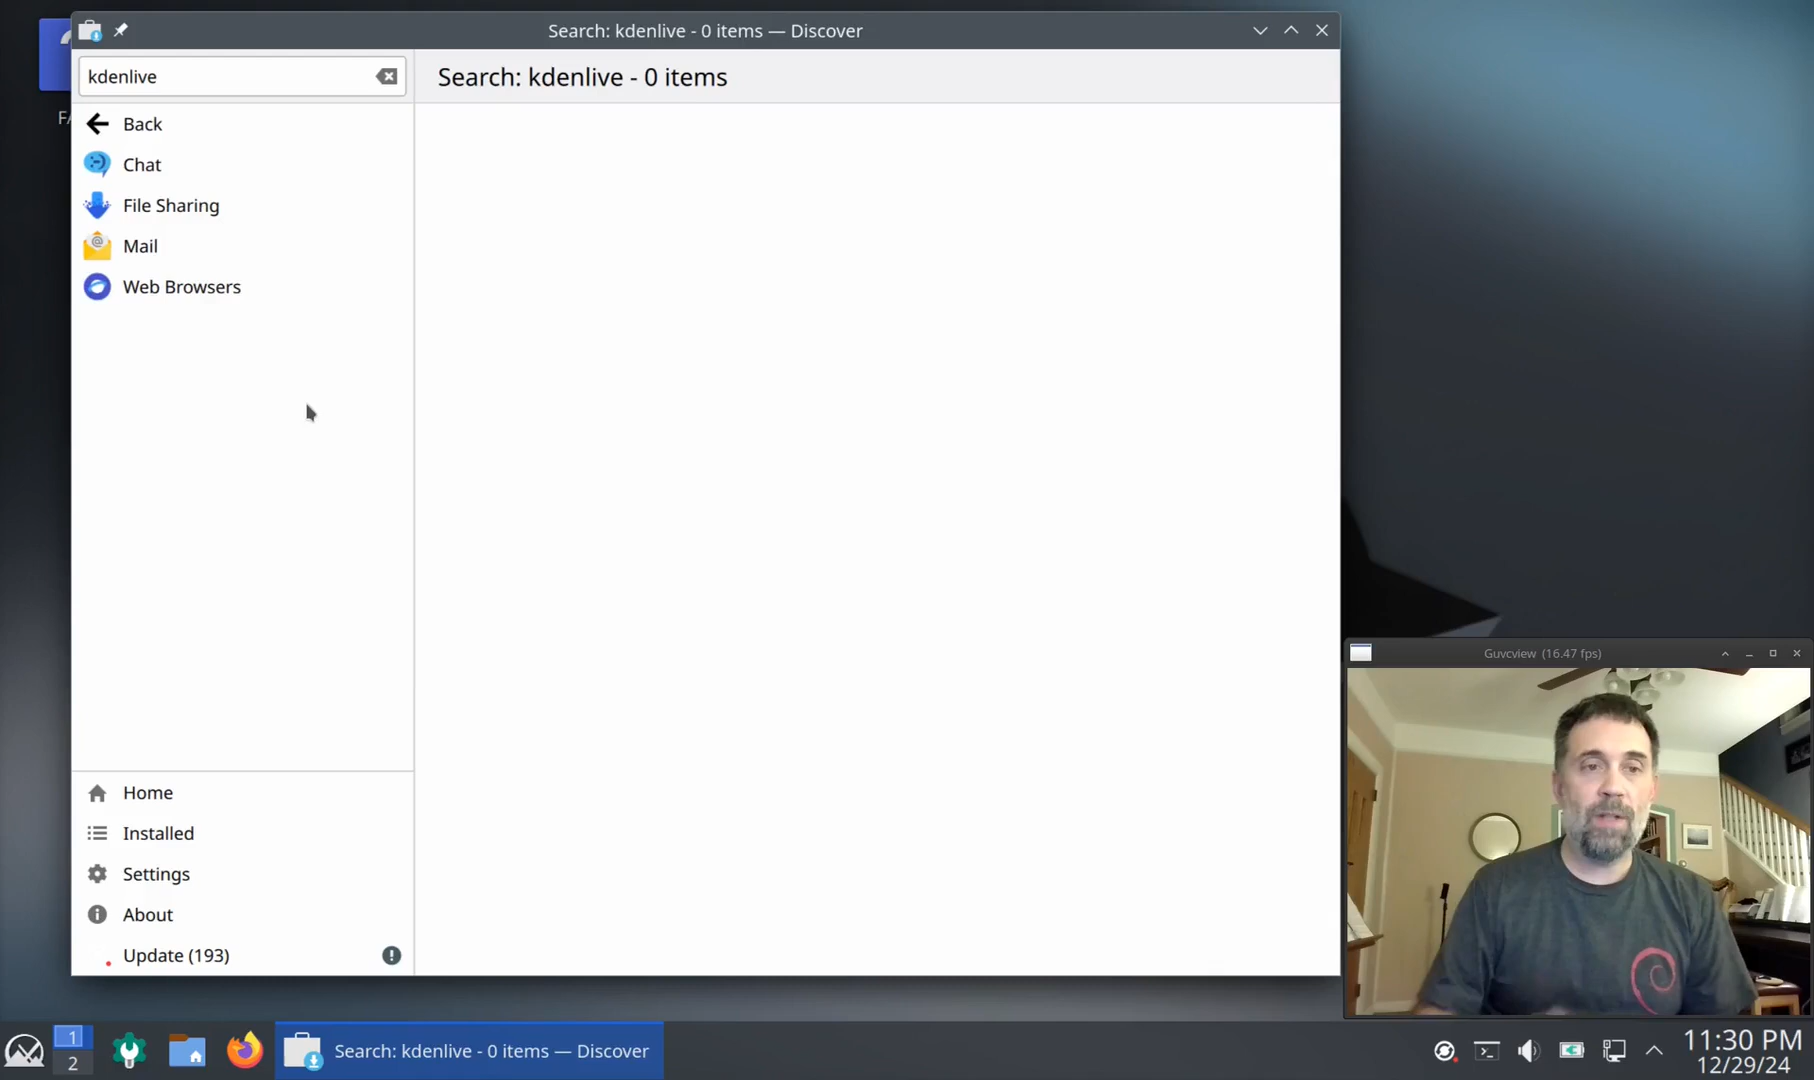 Search: kdenlive - 0 items — Discover
kdenlive
Search: kdenlive - 0 items
Back
Chat
File Sharing
Mail
Web Browsers
Home
Installed
Settings
About
Update (193)
Guvcview (16.47 fps)
1
2
Search: kdenlive - 0 items — Discover
11:30 PM
12/29/24